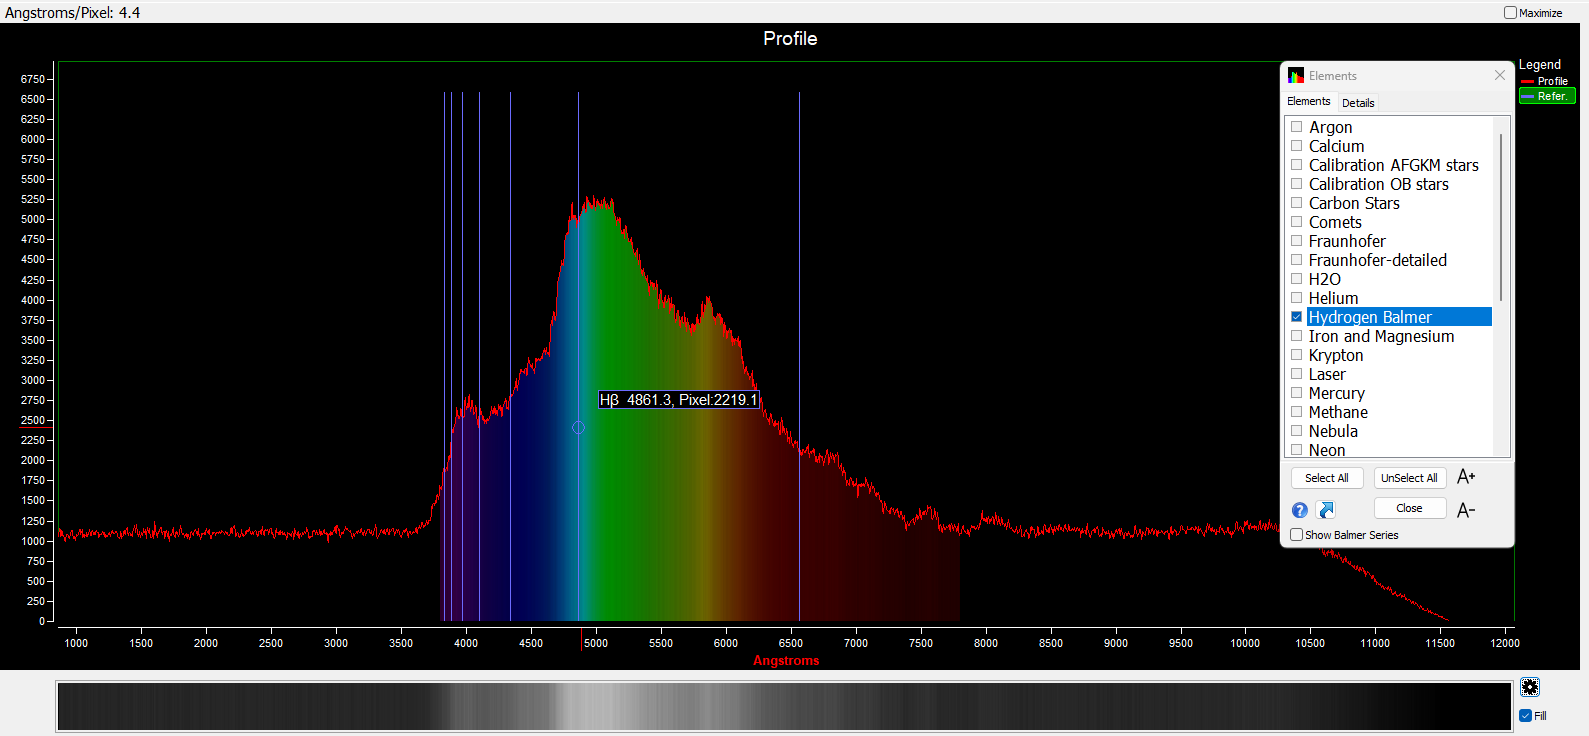 Angstroms/Pixel: 4.4
Maximize
Profile
Legend
Profile
Refer.
6750
6500
6250
6000
5750
5500
5250
5000
4750
4500
4250
4000
3750
3500
3250
3000
2750
2500
2250
2000
1750
1500
1250
1000
750
500
250
0
Hβ 4861.3, Pixel:2219.1
1000 1500 2000 2500 3000 3500 4000 4500 5000 5500 6000 6500 7000 7500 8000 8500 9000 9500 10000 10500 11000 11500 12000
Angstroms
Elements
Elements Details
Argon
Calcium
Calibration AFGKM stars
Calibration OB stars
Carbon Stars
Comets
Fraunhofer
Fraunhofer-detailed
H2O
Helium
Hydrogen Balmer
Iron and Magnesium
Krypton
Laser
Mercury
Methane
Nebula
Neon
Select All UnSelect All A+
? Close A-
Show Balmer Series
Fill